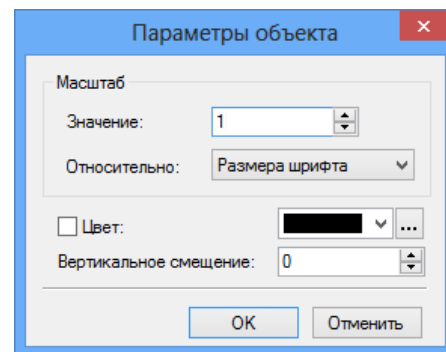 Параметры объекта
Масштаб
Значение: 1
Относительно: Размера шрифта
Цвет: ...
Вертикальное смещение: 0
OK Отменить